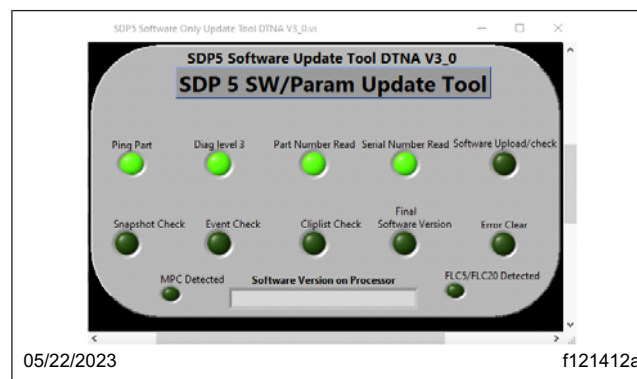 SDP5 Software Only Update Tool DTNA V3_0.vi
SDP5 Software Update Tool DTNA V3_0
SDP 5 SW/Param Update Tool
Ping Part
Diag level 3
Part Number Read
Serial Number Read
Software Upload/check
Snapshot Check
Event Check
Cliplist Check
Final
Software Version
Error Clear
MPC Detected
Software Version on Processor
FLC5/FLC20 Detected
05/22/2023
f121412a